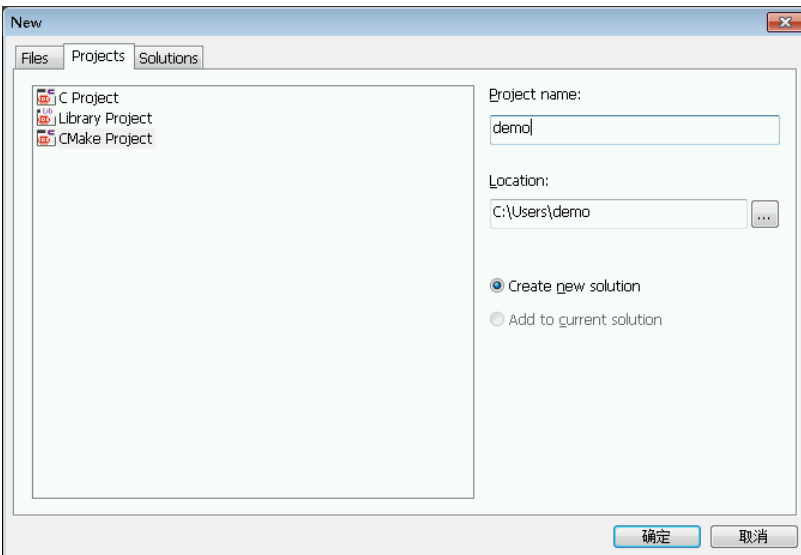 New
Files Projects Solutions
C Project
Library Project
CMake Project
Project name:
demo
Location:
C:\Users\demo
...
Create new solution
Add to current solution
确定 取消